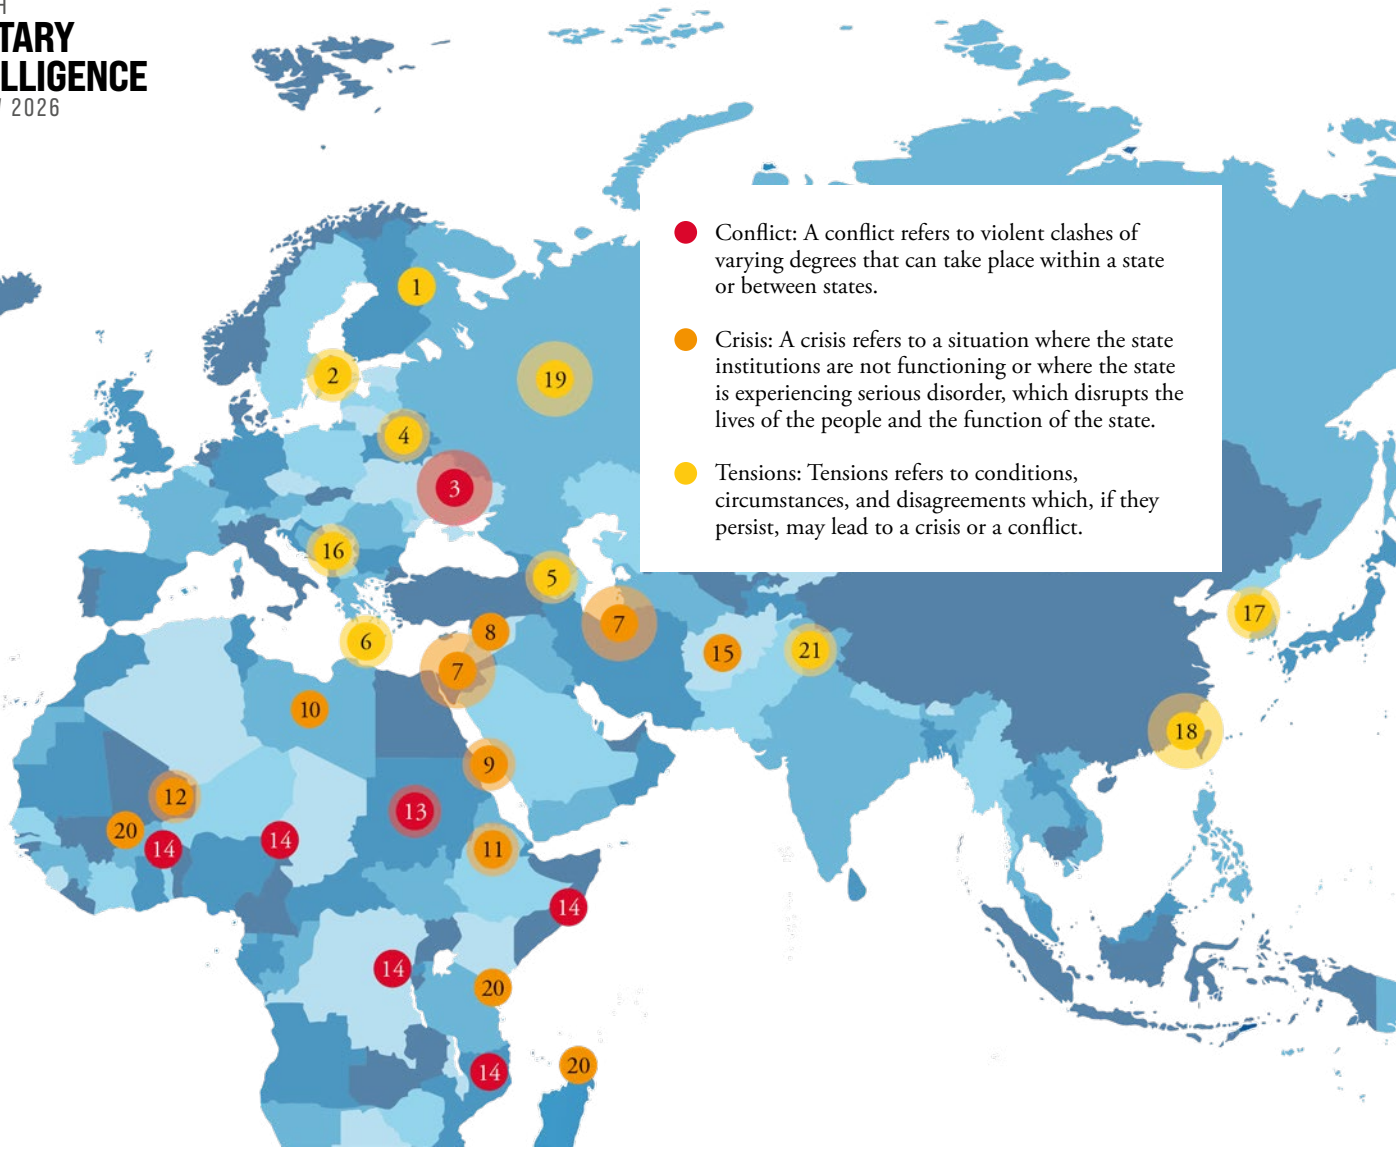 TARY
LLIGENCE
2026
Conflict: A conflict refers to violent clashes of
varying degrees that can take place within a state
or between states.
Crisis: A crisis refers to a situation where the state
institutions are not functioning or where the state
is experiencing serious disorder, which disrupts the
lives of the people and the function of the state.
Tensions: Tensions refers to conditions,
circumstances, and disagreements which, if they
persist, may lead to a crisis or a conflict.
1
2
19
4
3
16
5
6
7
8
7
15
21
17
10
9
18
12
13
20
14
14
11
14
14
20
14
20